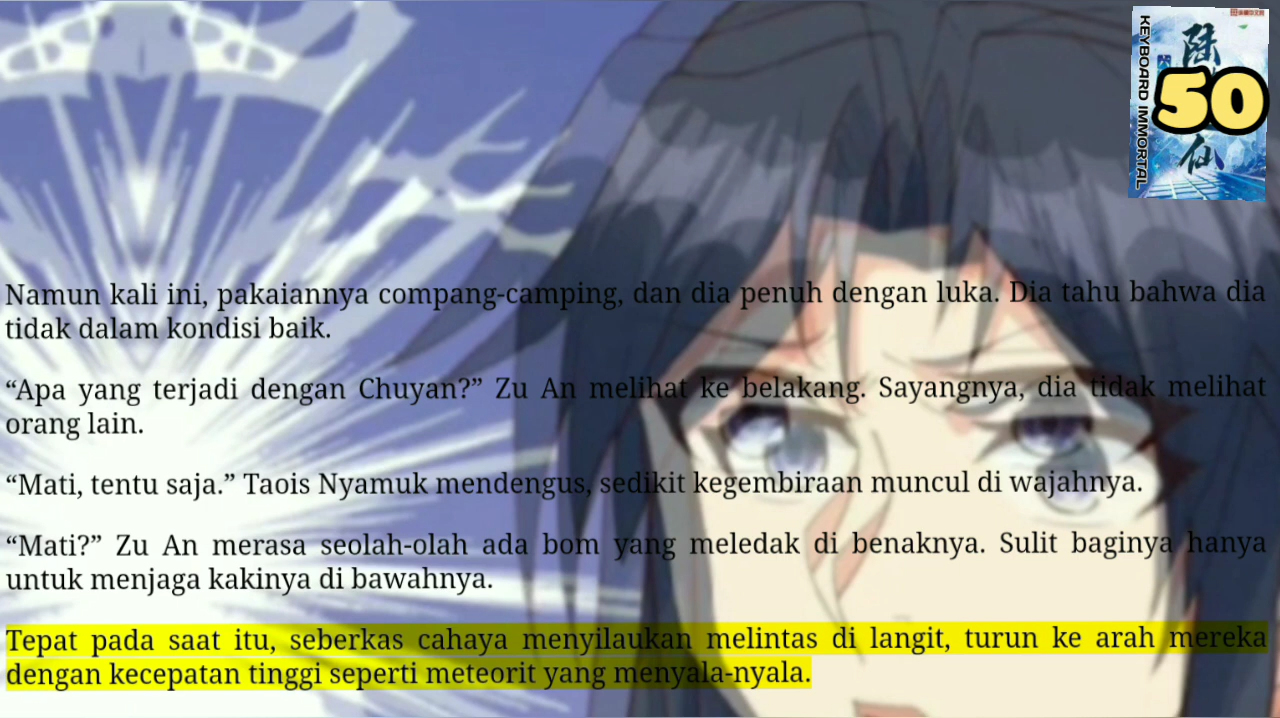 KEYBOARD IMMORTAL
50
仙
Namun kali ini, pakaiannya compang-camping, dan dia penuh dengan luka. Dia tahu bahwa dia
tidak dalam kondisi baik.
“Apa yang terjadi dengan Chuyan?” Zu An melihat ke belakang. Sayangnya, dia tidak melihat
orang lain.
“Mati, tentu saja.” Taois Nyamuk mendengus, sedikit kegembiraan muncul di wajahnya.
“Mati?” Zu An merasa seolah-olah ada bom yang meledak di benaknya. Sulit baginya hanya
untuk menjaga kakinya di bawahnya.
Tepat pada saat itu, seberkas cahaya menyilaukan melintas di langit, turun ke arah mereka
dengan kecepatan tinggi seperti meteorit yang menyala-nyala.